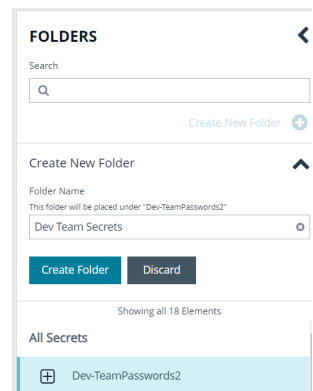 FOLDERS
Search
Create New Folder
Create New Folder
Folder Name
This folder will be placed under "Dev-TeamPasswords2"
Dev Team Secrets
Create Folder Discard
Showing all 18 Elements
All Secrets
Dev-TeamPasswords2